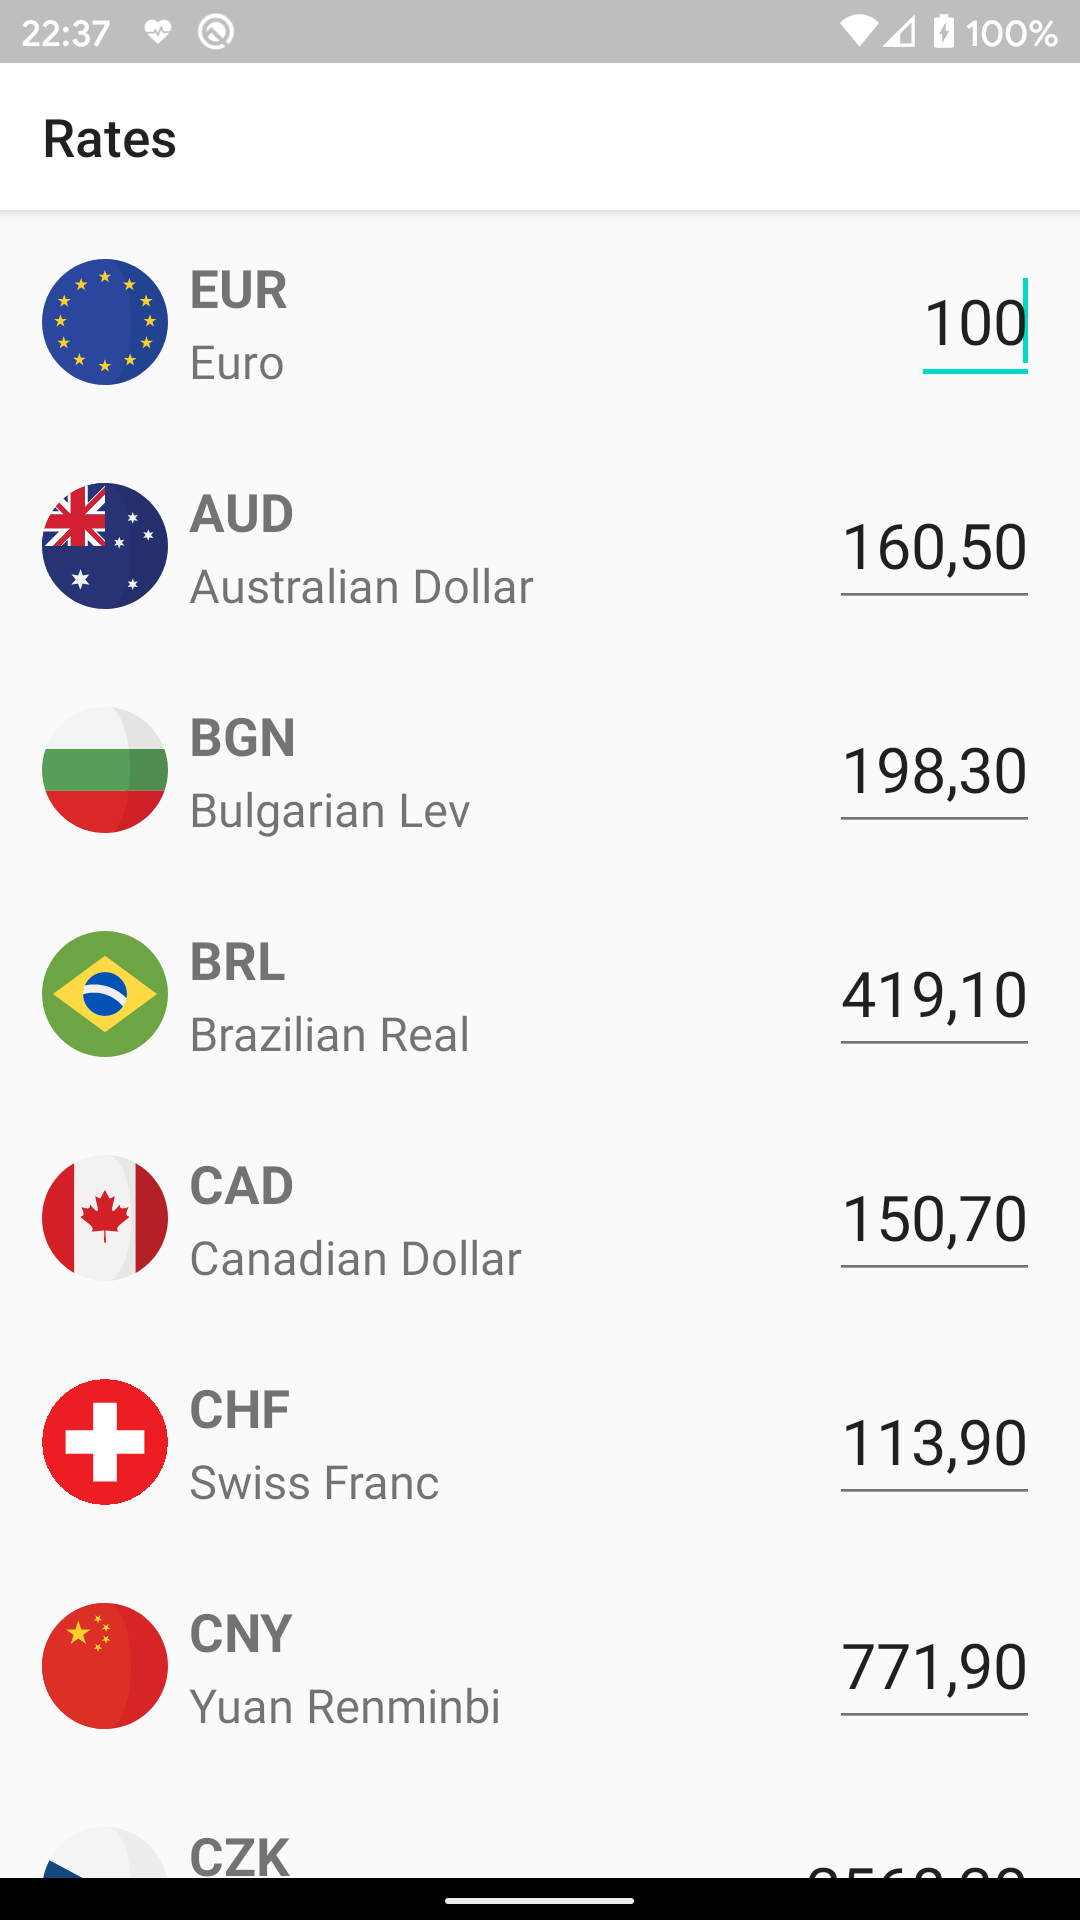 22:37 100%
Rates
EUR
Euro
100
AUD
Australian Dollar
160,50
BGN
Bulgarian Lev
198,30
BRL
Brazilian Real
419,10
CAD
Canadian Dollar
150,70
CHF
Swiss Franc
113,90
CNY
Yuan Renminbi
771,90
CZK